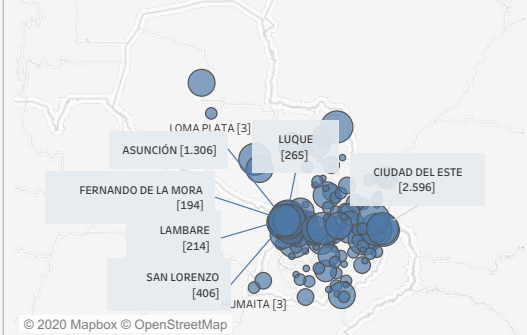 LOMA PLATA [3]
LUQUE
[265]
ASUNCIÓN [1.306]
CIUDAD DEL ESTE
[2.596]
FERNANDO DE LA MORA
[194]
LAMBARE
[214]
SAN LORENZO
[406]
HUMAITA [3]
© 2020 Mapbox © OpenStreetMap